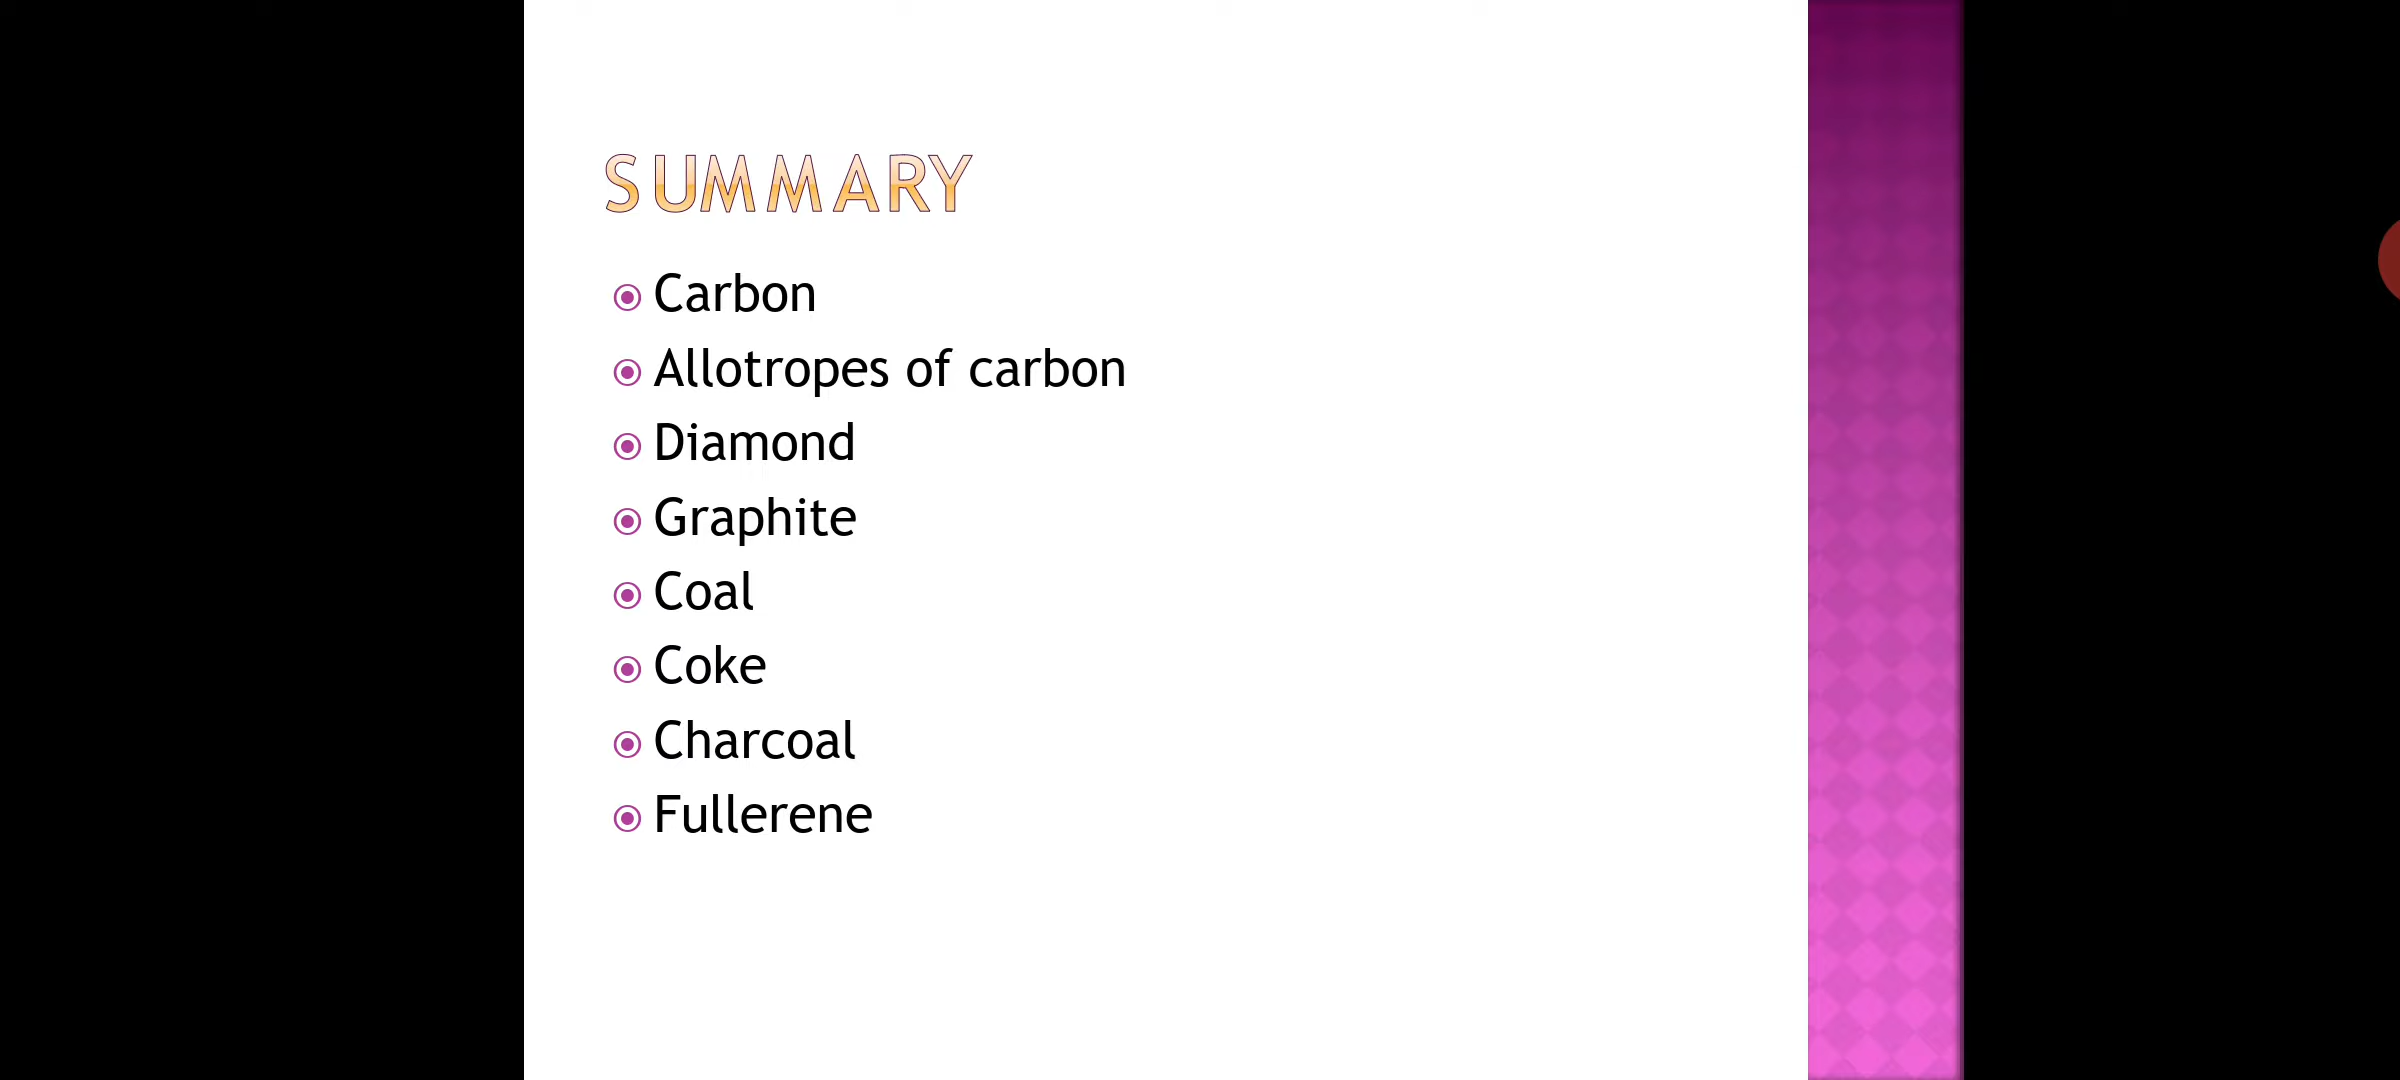 SUMMARY
Carbon
Allotropes of carbon
Diamond
Graphite
Coal
Coke
Charcoal
Fullerene